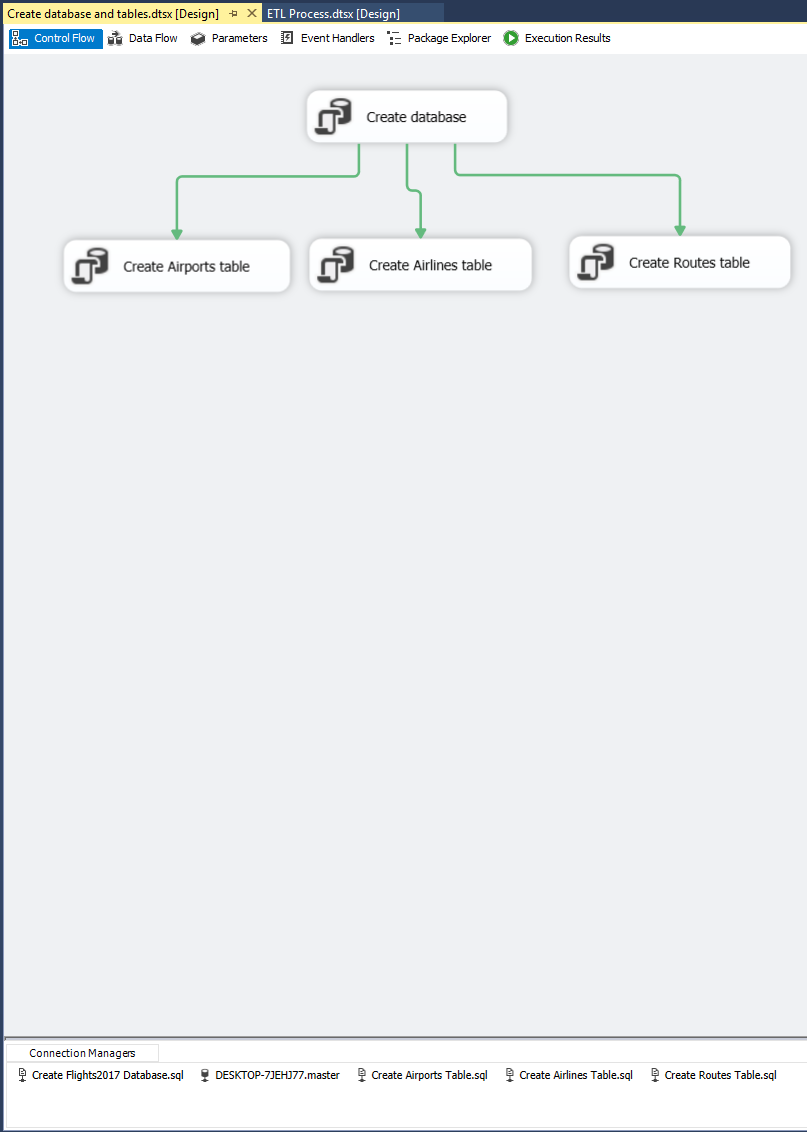 Create database and tables.dtsx [Design] ETL Process.dtsx [Design]
Control Flow Data Flow Parameters Event Handlers Package Explorer Execution Results
Create database
Create Airports table Create Airlines table Create Routes table
Connection Managers
Create Flights2017 Database.sql DESKTOP-7JEHJ77.master Create Airports Table.sql Create Airlines Table.sql Create Routes Table.sql